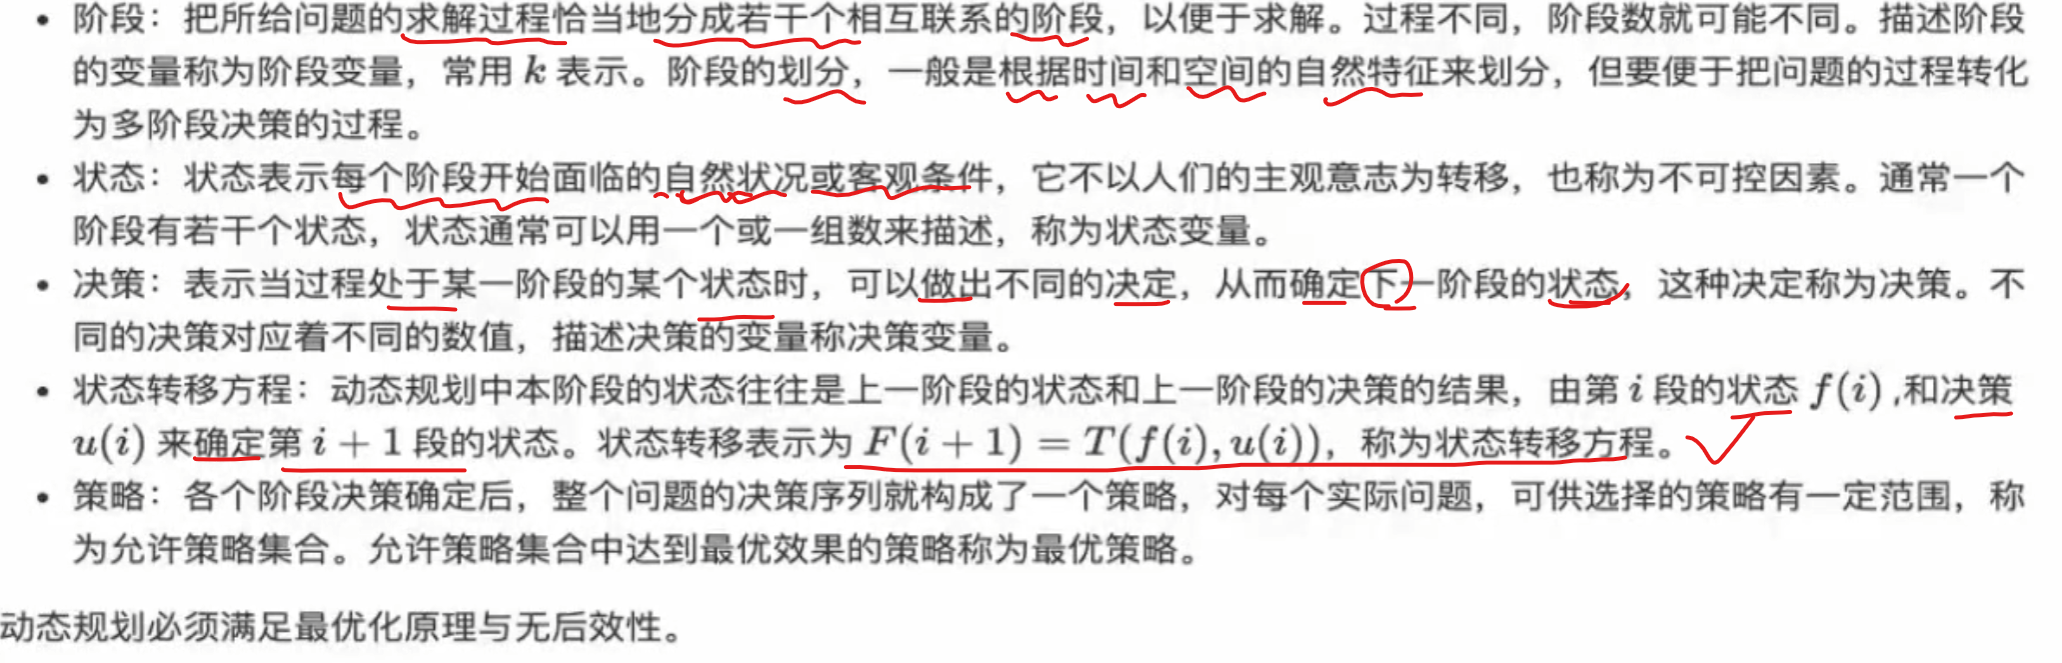 • 阶段：把所给问题的求解过程恰当地分成若干个相互联系的阶段，以便于求解。过程不同，阶段数就可能不同。描述阶段
的变量称为阶段变量，常用 k 表示。阶段的划分，一般是根据时间和空间的自然特征来划分，但要便于把问题的过程转化
为多阶段决策的过程。
• 状态：状态表示每个阶段开始面临的自然状况或客观条件，它不以人们的主观意志为转移，也称为不可控因素。通常一个
阶段有若干个状态，状态通常可以用一个或一组数来描述，称为状态变量。
• 决策：表示当过程处于某一阶段的某个状态时，可以做出不同的决定，从而确定下一阶段的状态，这种决定称为决策。不
同的决策对应着不同的数值，描述决策的变量称决策变量。
• 状态转移方程：动态规划中本阶段的状态往往是上一阶段的状态和上一阶段的决策的结果，由第 i 段的状态 f(i) ,和决策
u(i) 来确定第 i + 1 段的状态。状态转移表示为 F(i + 1) = T(f(i), u(i))，称为状态转移方程。
• 策略：各个阶段决策确定后，整个问题的决策序列就构成了一个策略，对每个实际问题，可供选择的策略有一定范围，称
为允许策略集合。允许策略集合中达到最优效果的策略称为最优策略。
动态规划必须满足最优化原理与无后效性。